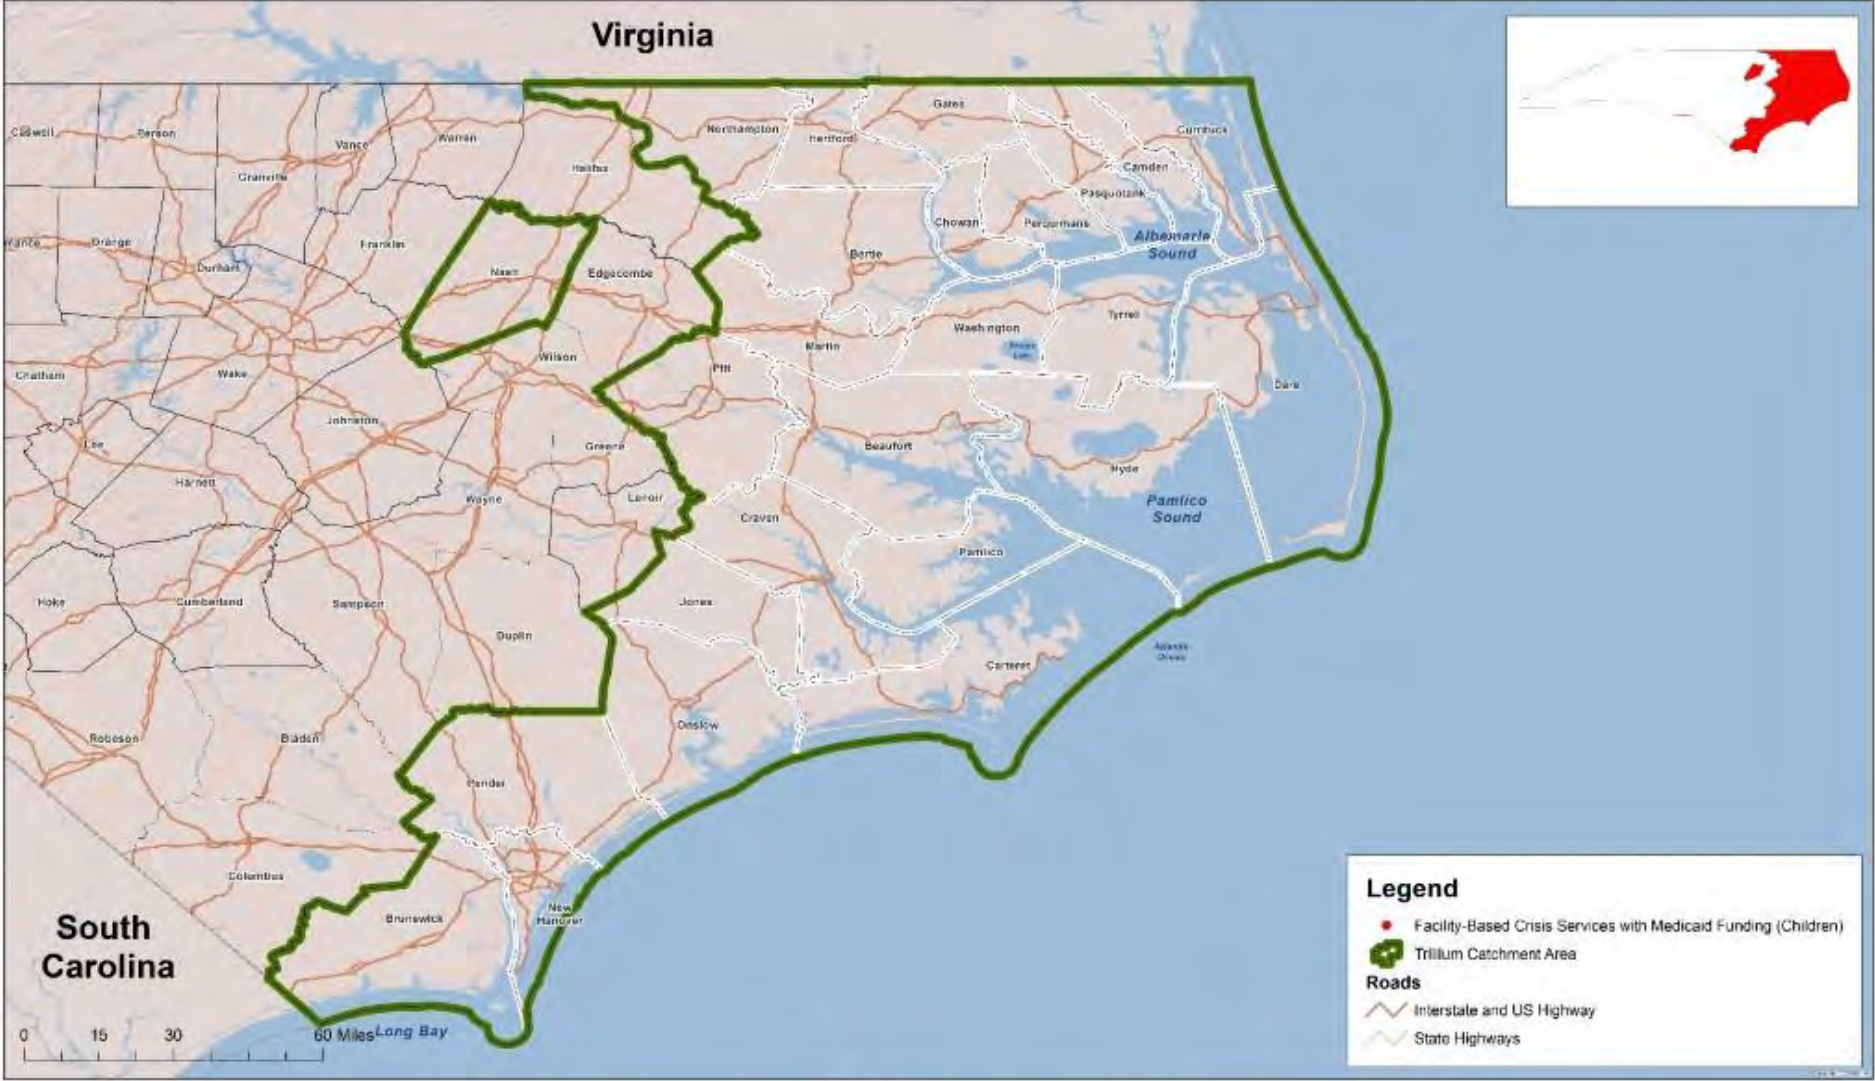 Virginia
Gates
Caswell
Person
Northampton
Hertford
Currituck
Vance
Warren
Camden
Granville
Halifax
Pasquotank
Chowan
Perquimans
Albemarle
Sound
Orange
Franklin
Durham
Bertie
Nash
Edgecombe
Tyrrell
Washington
Martin
Wilson
Pitt
Chatham
Wake
Dare
Johnston
Lee
Greene
Beaufort
Hyde
Harnett
Wayne
Lenoir
Pamlico
Sound
Craven
Pamlico
Hoke
Cumberland
Sampson
Jones
Duplin
Atlantic
Ocean
Carteret
Onslow
Robeson
Bladen
Pender
Columbus
Brunswick
New
Hanover
South
Carolina
0 15 30 60 Miles
Long Bay
Legend
Facility-Based Crisis Services with Medicaid Funding (Children)
Trillium Catchment Area
Roads
Interstate and US Highway
State Highways